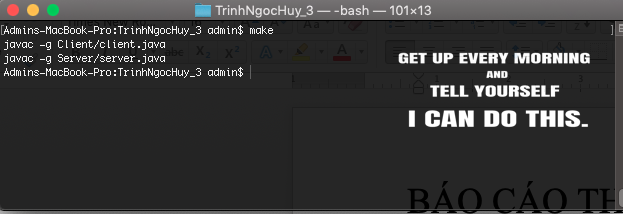 TrinhNgocHuy_3 — -bash — 101×13
[Admins-MacBook-Pro:TrinhNgocHuy_3 admin$ make ]
javac -g Client/client.java
javac -g Server/server.java
Admins-MacBook-Pro:TrinhNgocHuy_3 admin$
GET UP EVERY MORNING
AND
TELL YOURSELF
I CAN DO THIS.
BÁO CÁO TH